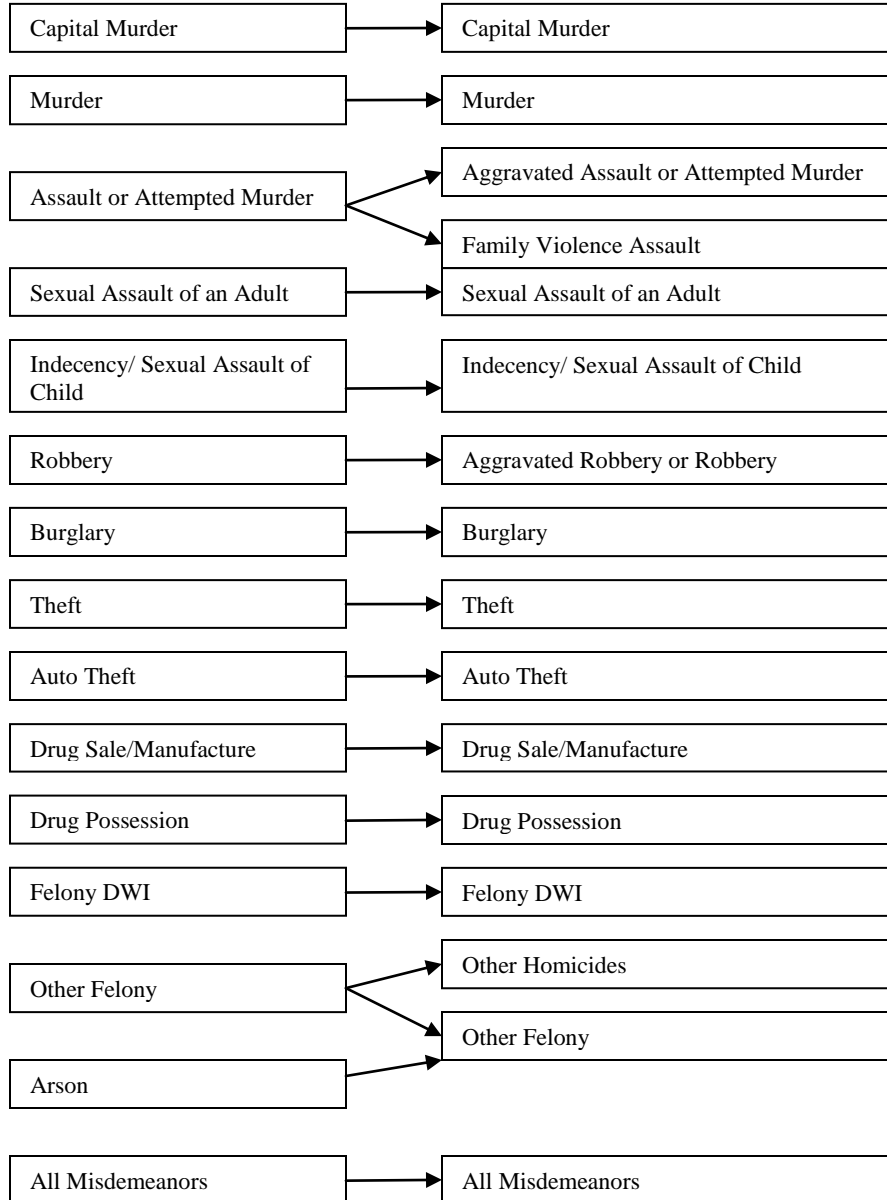 Capital Murder
Capital Murder
Murder
Murder
Assault or Attempted Murder
Aggravated Assault or Attempted Murder
Family Violence Assault
Sexual Assault of an Adult
Sexual Assault of an Adult
Indecency/ Sexual Assault of
Child
Indecency/ Sexual Assault of Child
Robbery
Aggravated Robbery or Robbery
Burglary
Burglary
Theft
Theft
Auto Theft
Auto Theft
Drug Sale/Manufacture
Drug Sale/Manufacture
Drug Possession
Drug Possession
Felony DWI
Felony DWI
Other Felony
Other Homicides
Other Felony
Arson
All Misdemeanors
All Misdemeanors